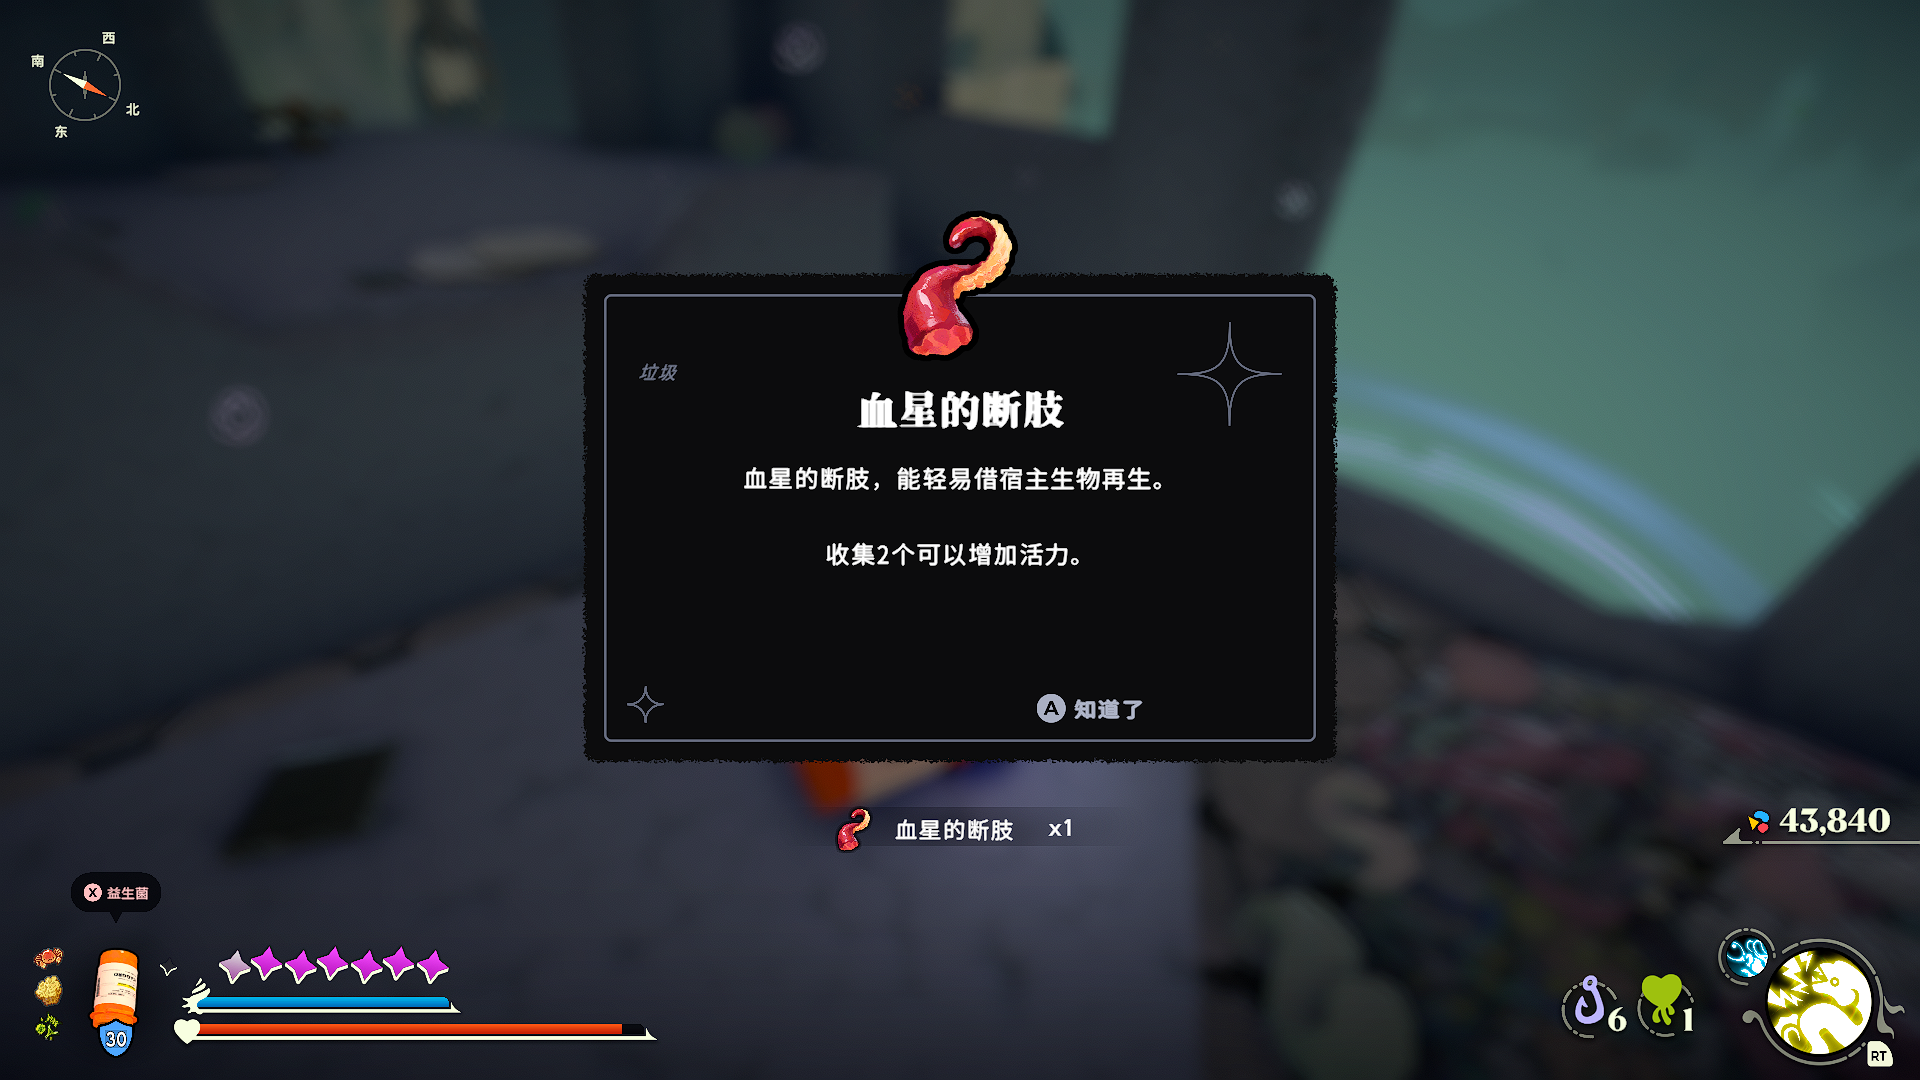 西
南
北
东
垃圾
血星的断肢
血星的断肢，能轻易借宿主生物再生。
收集2个可以增加活力。
A 知道了
血星的断肢 x1
43,840
X 益生菌
30
6
1
RT